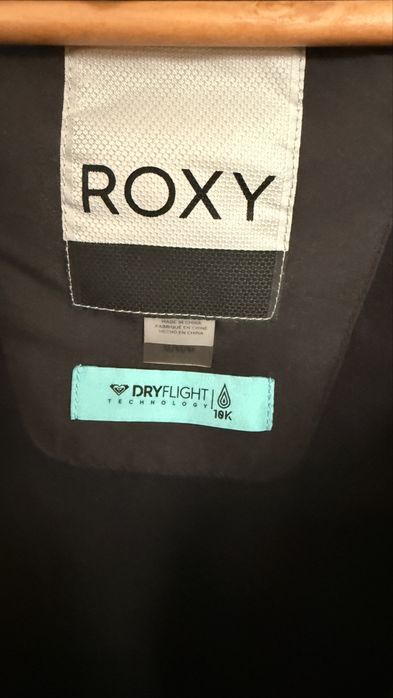 ROXY
MADE IN CHINA
FABRIQUÉ EN CHINE
HECHO EN CHINA
DRYFLIGHT
TECHNOLOGY
10K